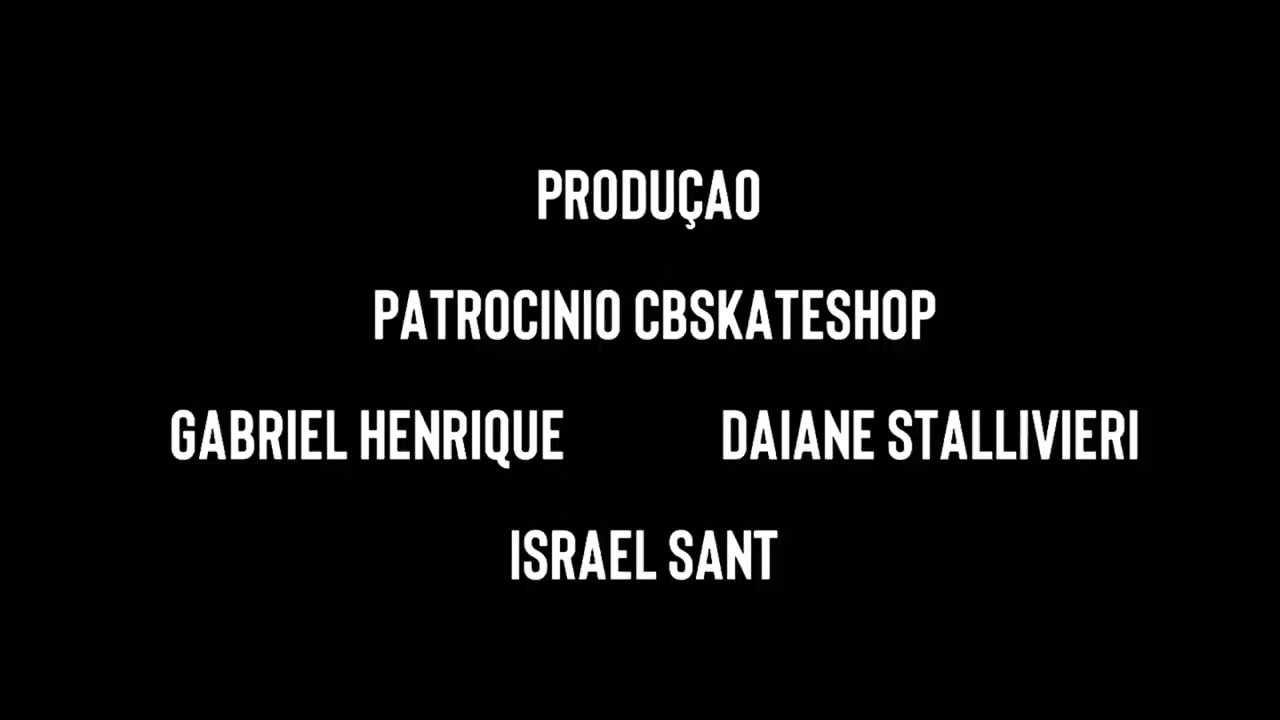 PRODUÇAO
PATROCINIO CBSKATESHOP
GABRIEL HENRIQUE DAIANE STALLIVIERI
ISRAEL SANT